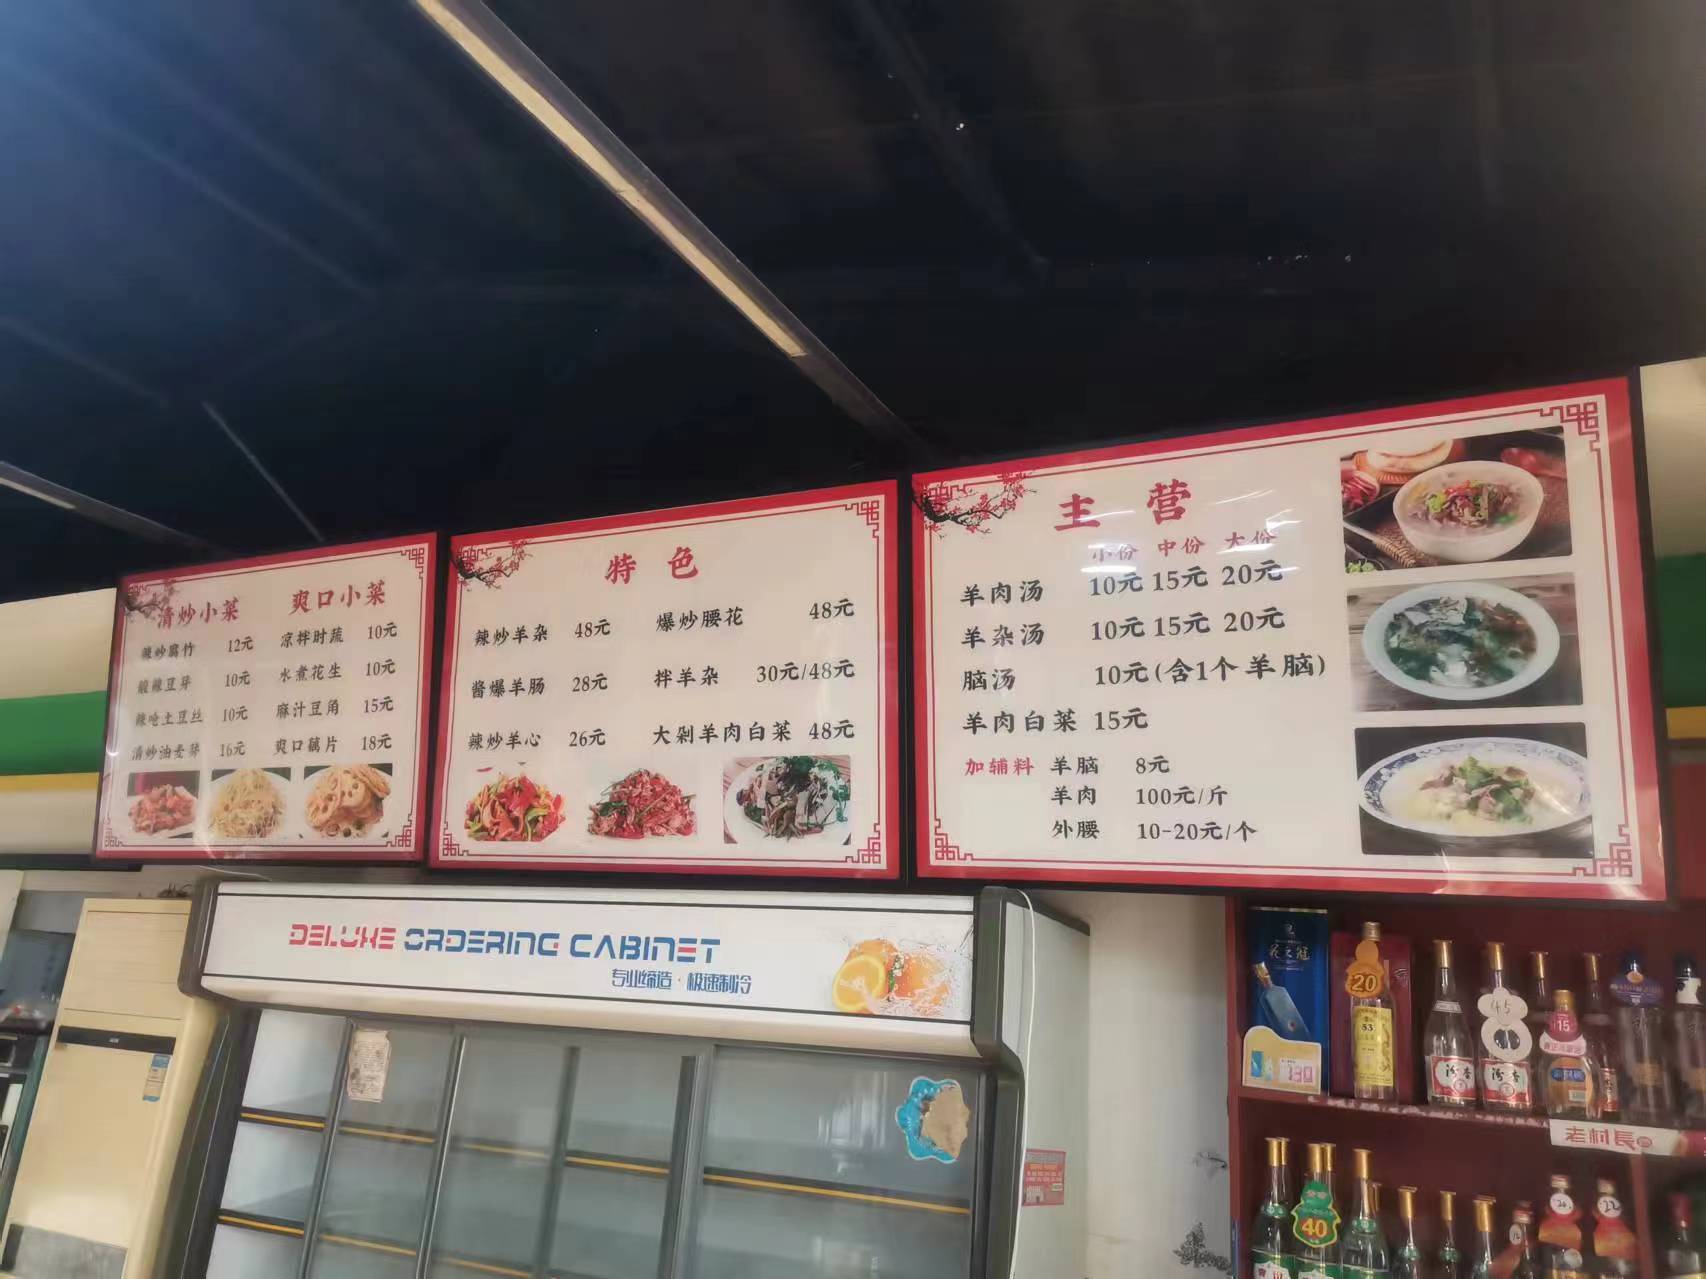 清炒小菜 爽口小菜
辣炒腐竹 12元 凉拌时蔬 10元
酸辣豆芽 10元 水煮花生 10元
辣呛土豆丝 10元 麻汁豆角 15元
清炒油麦芽 16元 爽口藕片 18元
特色
辣炒羊杂 48元 爆炒腰花 48元
酱爆羊肠 28元 拌羊杂 30元/48元
辣炒羊心 26元 大剁羊肉白菜 48元
主营
小份 中份 大份
羊肉汤 10元 15元 20元
羊杂汤 10元 15元 20元
脑汤 10元(含1个羊脑)
羊肉白菜 15元
加辅料 羊脑 8元
羊肉 100元/斤
外腰 10-20元/个
DELUXE ORDERING CABINET
专业缔造·极速制冷
20
53
45
15
汾杏
汾杏
老村長
40
22